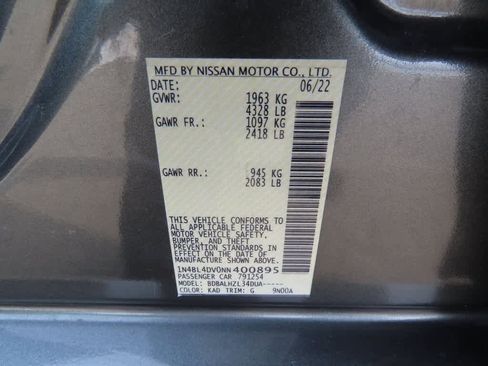 MFD BY NISSAN MOTOR CO., LTD.
DATE: 06/22
GVWR: 1963 KG
4328 LB
GAWR FR.: 1097 KG
2418 LB
GAWR RR.: 945 KG
2083 LB
THIS VEHICLE CONFORMS TO
ALL APPLICABLE FEDERAL
MOTOR VEHICLE SAFETY,
BUMPER, AND THEFT
PREVENTION STANDARDS IN
EFFECT ON THE DATE OF
MANUFACTURE SHOWN ABOVE.
1N4BL4DV0NN400895
PASSENGER CAR 791254
MODEL: BDBALHZL34DUA-----
COLOR: KAD TRIM: G 9N00A